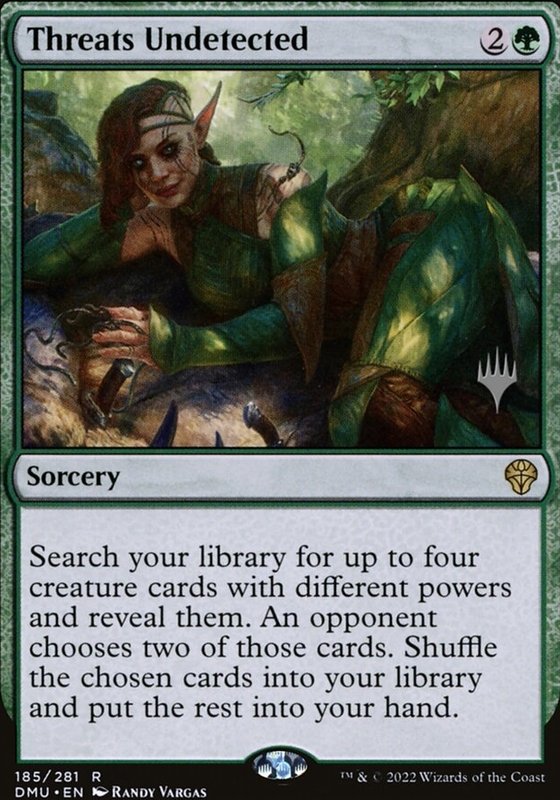 Threats Undetected 2
Sorcery
Search your library for up to four
creature cards with different powers
and reveal them. An opponent
chooses two of those cards. Shuffle
the chosen cards into your library
and put the rest into your hand.
185/281 R
DMU • EN RANDY VARGAS
™ & © 2022 Wizards of the Coast